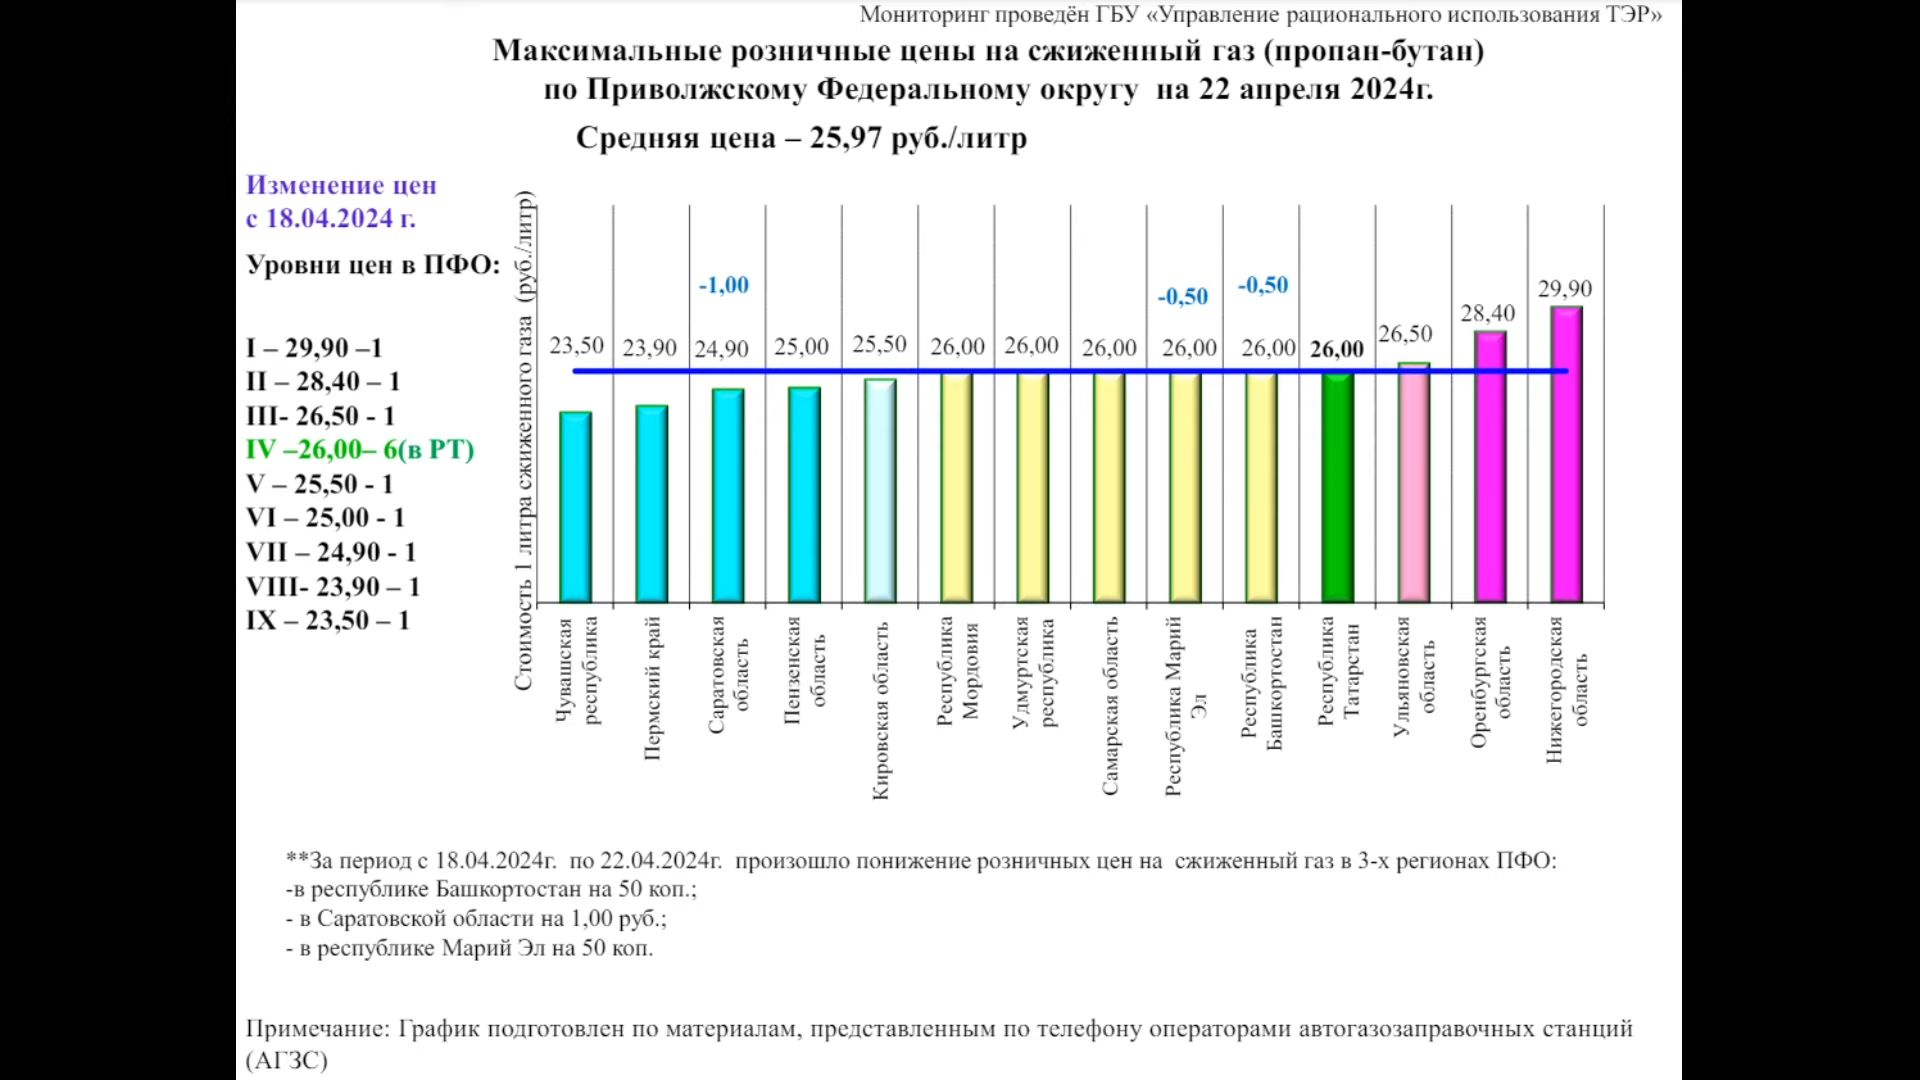 Мониторинг проведён ГБУ «Управление рационального использования ТЭР»
Максимальные розничные цены на сжиженный газ (пропан-бутан)
по Приволжскому Федеральному округу на 22 апреля 2024г.
Средняя цена – 25,97 руб./литр
Изменение цен
с 18.04.2024 г.
Уровни цен в ПФО:
I – 29,90 –1
II – 28,40 – 1
III- 26,50 - 1
IV –26,00– 6(в РТ)
V – 25,50 - 1
VI – 25,00 - 1
VII – 24,90 - 1
VIII- 23,90 – 1
IX – 23,50 – 1
Стоимость 1 литра сжиженного газа (руб./литр)
-1,00
-0,50
-0,50
23,50
23,90
24,90
25,00
25,50
26,00
26,00
26,00
26,00
26,00
26,00
26,50
28,40
29,90
Чувашская
республика
Пермский край
Саратовская
область
Пензенская
область
Кировская область
Республика
Мордовия
Удмуртская
республика
Самарская область
Республика Марий
Эл
Республика
Башкортостан
Республика
Татарстан
Ульяновская
область
Оренбургская
область
Нижегородская
область
**За период с 18.04.2024г. по 22.04.2024г. произошло понижение розничных цен на сжиженный газ в 3-х регионах ПФО:
-в республике Башкортостан на 50 коп.;
- в Саратовской области на 1,00 руб.;
- в республике Марий Эл на 50 коп.
Примечание: График подготовлен по материалам, представленным по телефону операторами автогазозаправочных станций
(АГЗС)